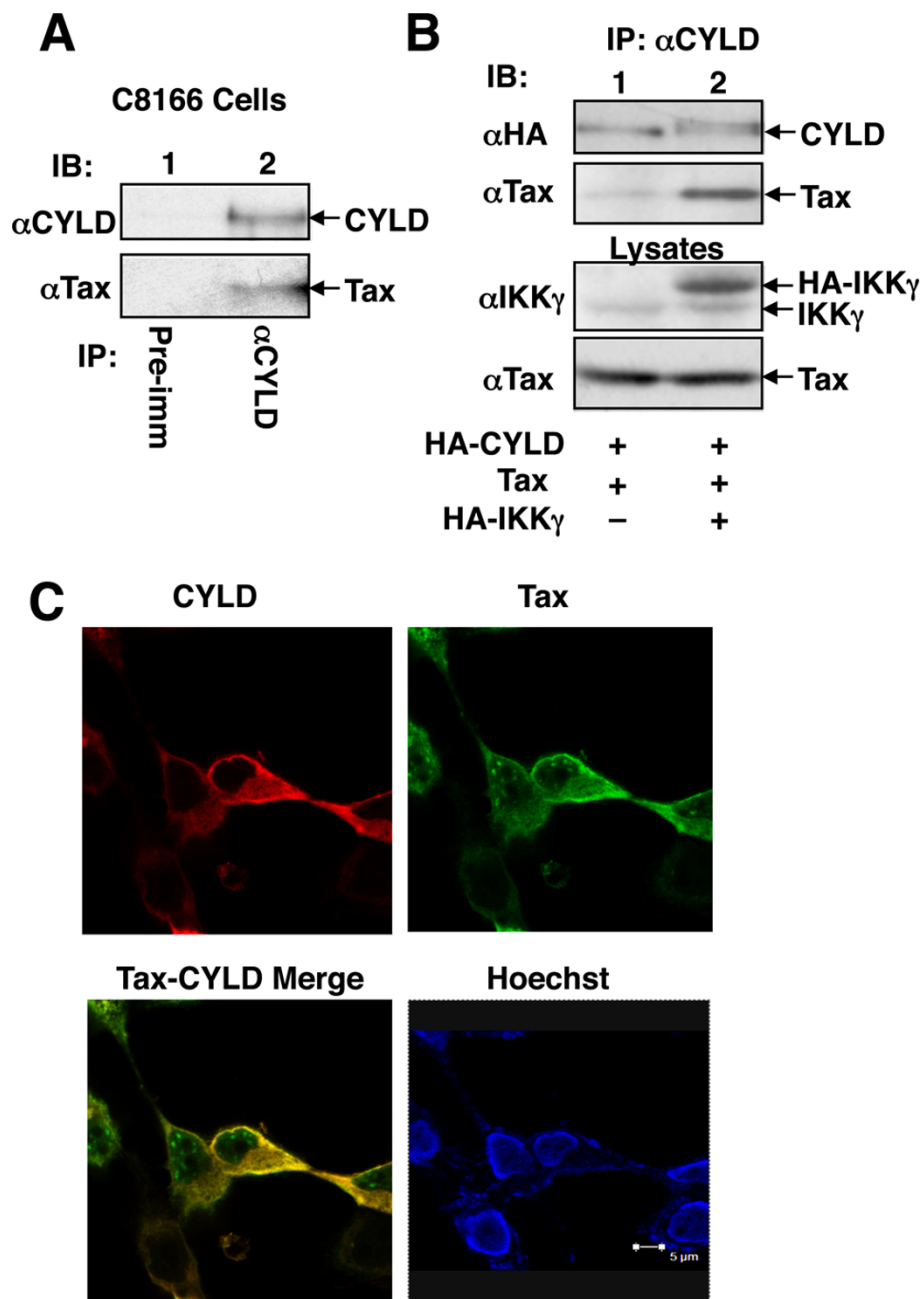 A
C8166 Cells
IB: 1 2
αCYLD CYLD
αTax Tax
IP: Pre-imm αCYLD
B
IP: αCYLD
IB: 1 2
αHA CYLD
αTax Tax
Lysates
αIKKγ HA-IKKγ
IKKγ
αTax Tax
HA-CYLD + +
Tax + +
HA-IKKγ – +
C
CYLD Tax
Tax-CYLD Merge Hoechst
5 µm